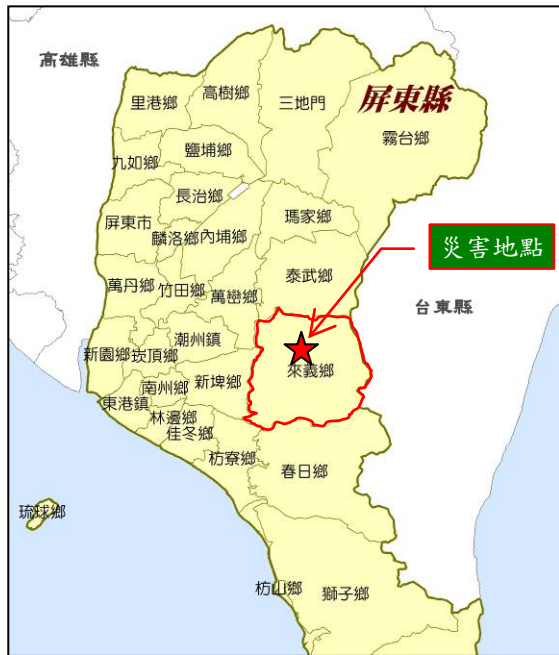 高雄縣
高樹鄉
里港鄉
三地門
屏東縣
霧台鄉
鹽埔鄉
九如鄉
長治鄉
瑪家鄉
屏東市
麟洛鄉
內埔鄉
災害地點
泰武鄉
萬丹鄉
竹田鄉
萬巒鄉
台東縣
潮州鎮
新園鄉
崁頂鄉
來義鄉
南州鄉
新埤鄉
東港鎮
林邊鄉
佳冬鄉
枋寮鄉
春日鄉
琉球鄉
枋山鄉
獅子鄉